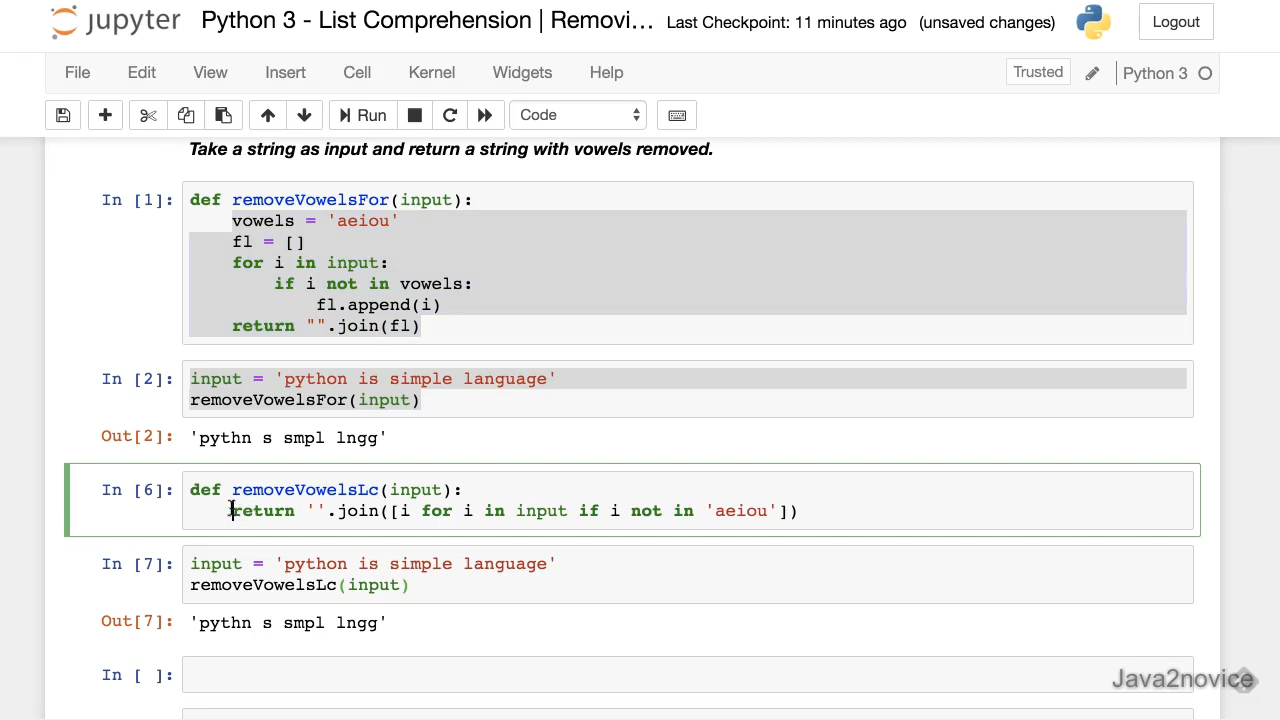 jupyter Python 3 - List Comprehension | Removi... Last Checkpoint: 11 minutes ago (unsaved changes) Logout
File Edit View Insert Cell Kernel Widgets Help Trusted Python 3
Run Code
Take a string as input and return a string with vowels removed.
In [1]: def removeVowelsFor(input):
    vowels = 'aeiou'
    fl = []
    for i in input:
        if i not in vowels:
            fl.append(i)
    return "".join(fl)
In [2]: input = 'python is simple language'
removeVowelsFor(input)
Out[2]: 'pythn s smpl lngg'
In [6]: def removeVowelsLc(input):
    return ''.join([i for i in input if i not in 'aeiou'])
In [7]: input = 'python is simple language'
removeVowelsLc(input)
Out[7]: 'pythn s smpl lngg'
In [ ]:
Java2novice